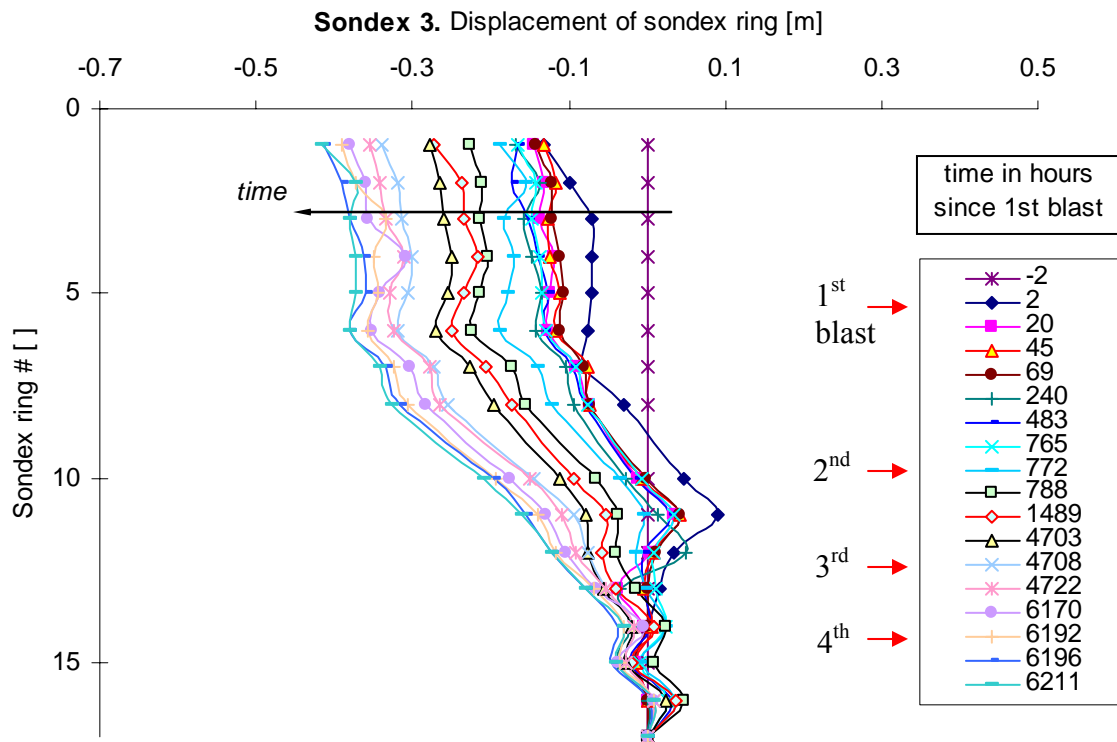 Sondex 3. Displacement of sondex ring [m]
-0.7 -0.5 -0.3 -0.1 0.1 0.3 0.5
0
5
10
15
Sondex ring # [ ]
time
time in hours
since 1st blast
1st
blast
2nd
3rd
4th
-2
2
20
45
69
240
483
765
772
788
1489
4703
4708
4722
6170
6192
6196
6211